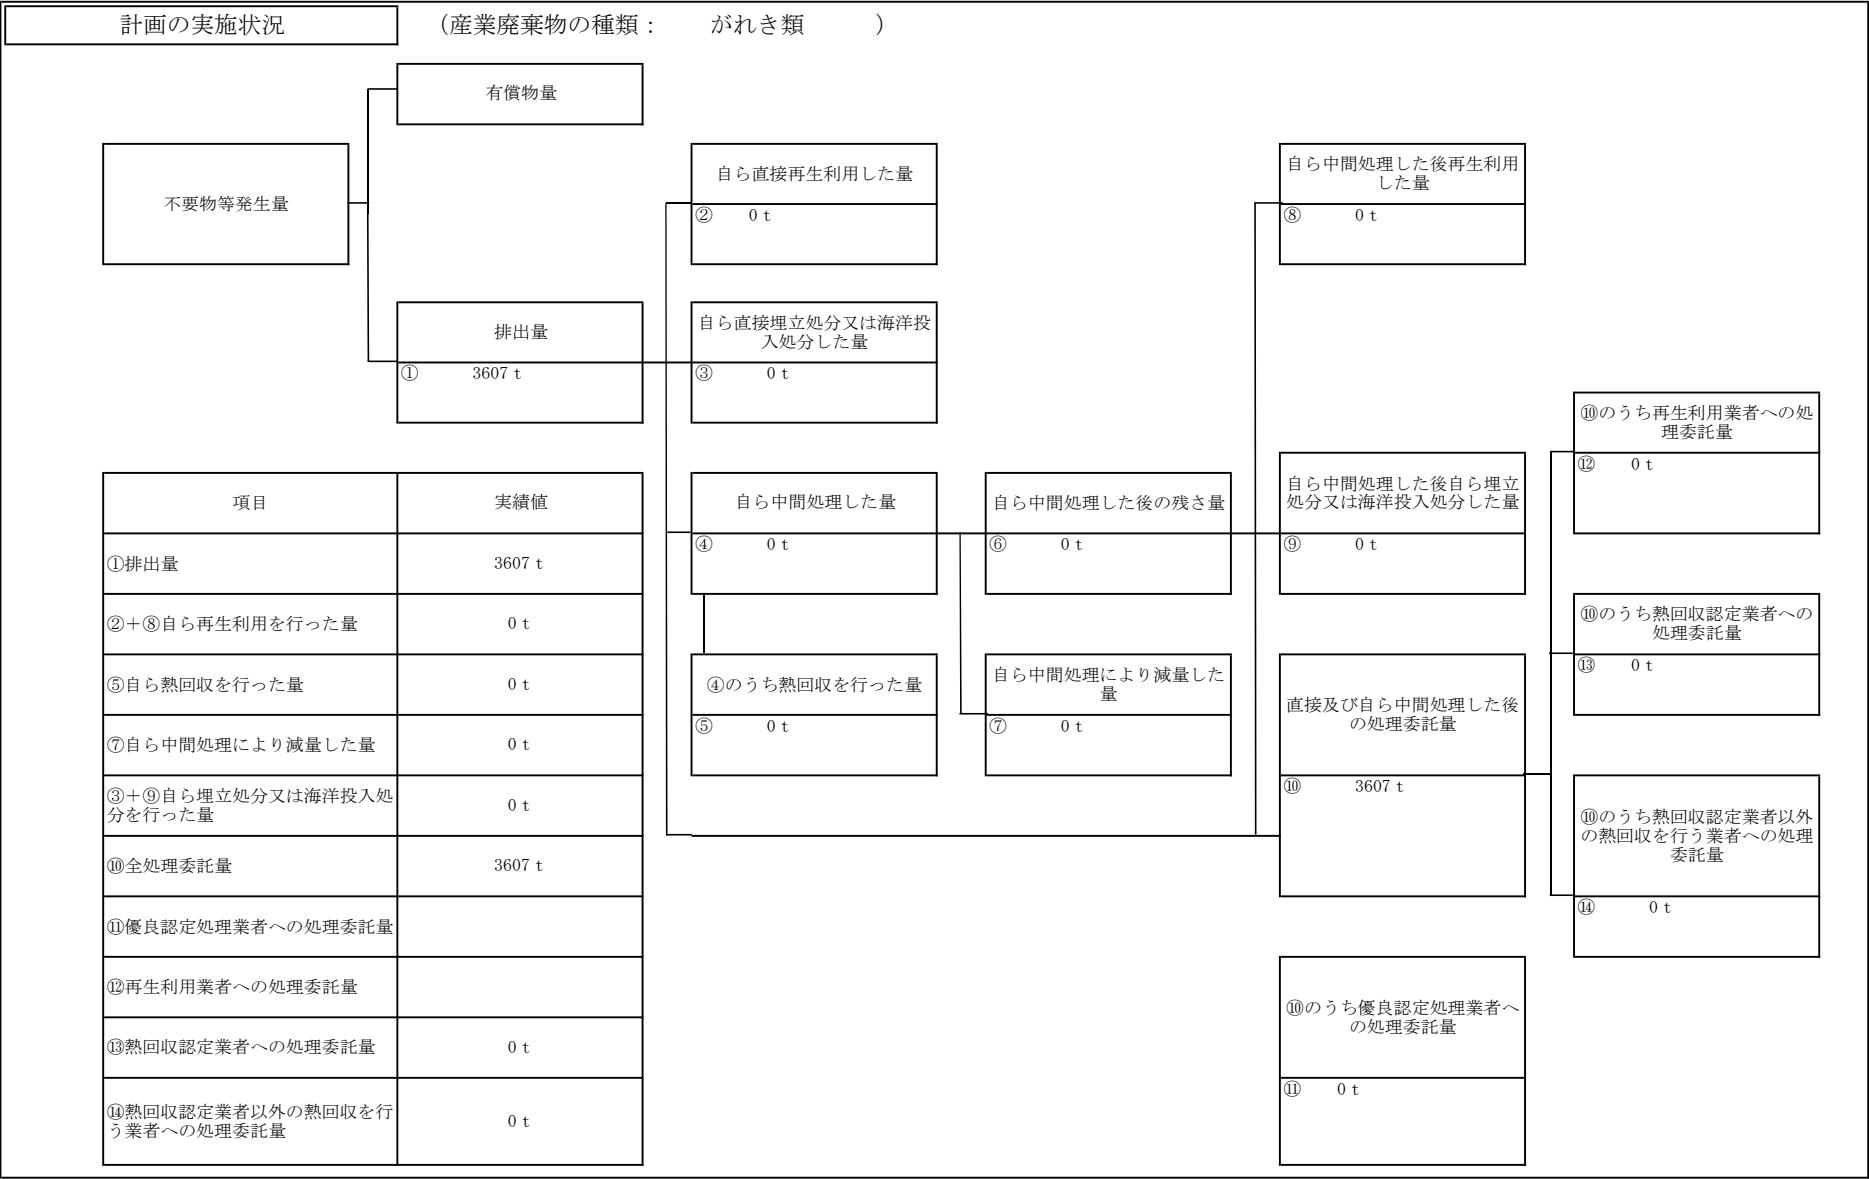 計画の実施状況
（産業廃棄物の種類：　がれき類　）
有償物量
不要物等発生量
自ら直接再生利用した量
② 0 t
自ら中間処理した後再生利用
した量
⑧ 0 t
排出量
① 3607 t
自ら直接埋立処分又は海洋投
入処分した量
③ 0 t
⑩のうち再生利用業者への処
理委託量
⑫ 0 t
自ら中間処理した量
④ 0 t
自ら中間処理した後の残さ量
⑥ 0 t
自ら中間処理した後自ら埋立
処分又は海洋投入処分した量
⑨ 0 t
⑩のうち熱回収認定業者への
処理委託量
⑬ 0 t
④のうち熱回収を行った量
⑤ 0 t
自ら中間処理により減量した
量
⑦ 0 t
直接及び自ら中間処理した後
の処理委託量
⑩ 3607 t
⑩のうち熱回収認定業者以外
の熱回収を行う業者への処理
委託量
⑭ 0 t
⑩のうち優良認定処理業者へ
の処理委託量
⑪ 0 t
項目 実績値
①排出量 3607 t
②＋⑧自ら再生利用を行った量 0 t
⑤自ら熱回収を行った量 0 t
⑦自ら中間処理により減量した量 0 t
③＋⑨自ら埋立処分又は海洋投入処
分を行った量 0 t
⑩全処理委託量 3607 t
⑪優良認定処理業者への処理委託量
⑫再生利用業者への処理委託量
⑬熱回収認定業者への処理委託量 0 t
⑭熱回収認定業者以外の熱回収を行
う業者への処理委託量 0 t